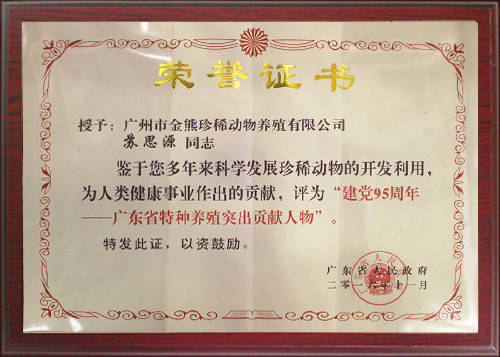 荣誉证书
授予：广州市金熊珍稀动物养殖有限公司
苏思源 同志
鉴于您多年来科学发展珍稀动物的开发利用，
为人类健康事业作出的贡献，评为“建党95周年
——广东省特种养殖突出贡献人物”。
特发此证，以资鼓励。
广东省人民政府
二零一六年十一月